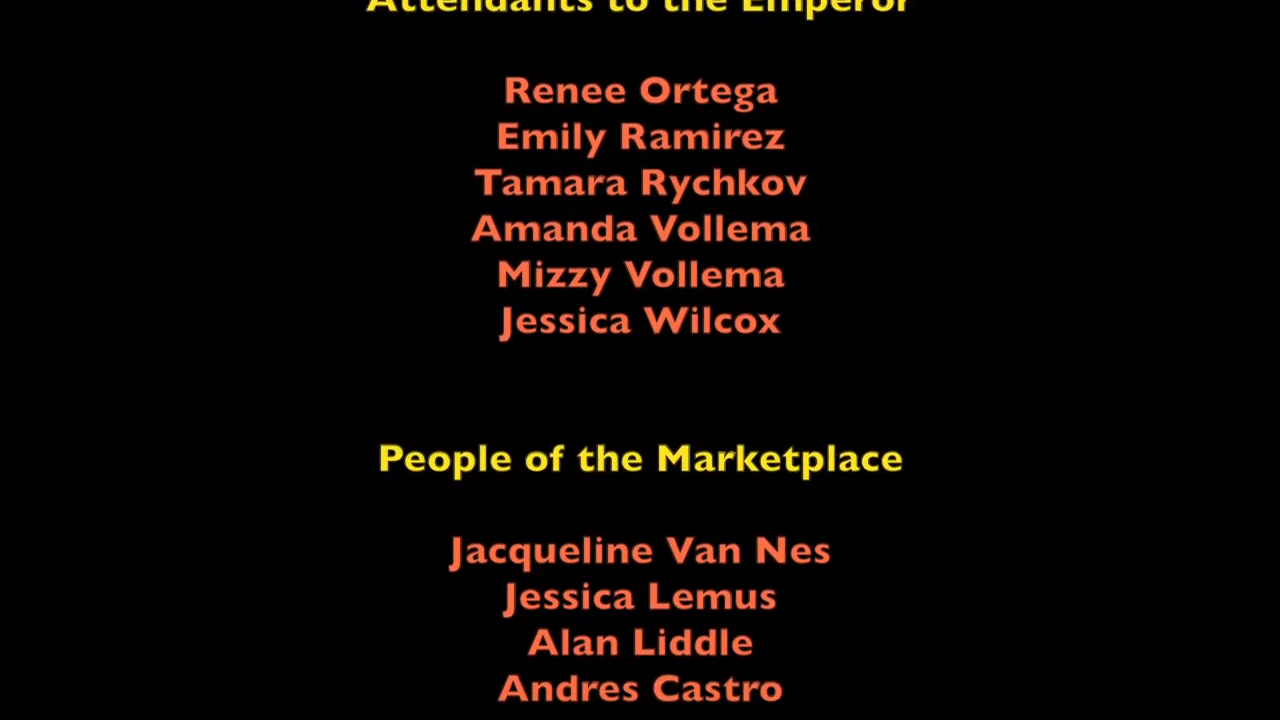 Attendants to the Emperor
Renee Ortega
Emily Ramirez
Tamara Rychkov
Amanda Vollema
Mizzy Vollema
Jessica Wilcox
People of the Marketplace
Jacqueline Van Nes
Jessica Lemus
Alan Liddle
Andres Castro